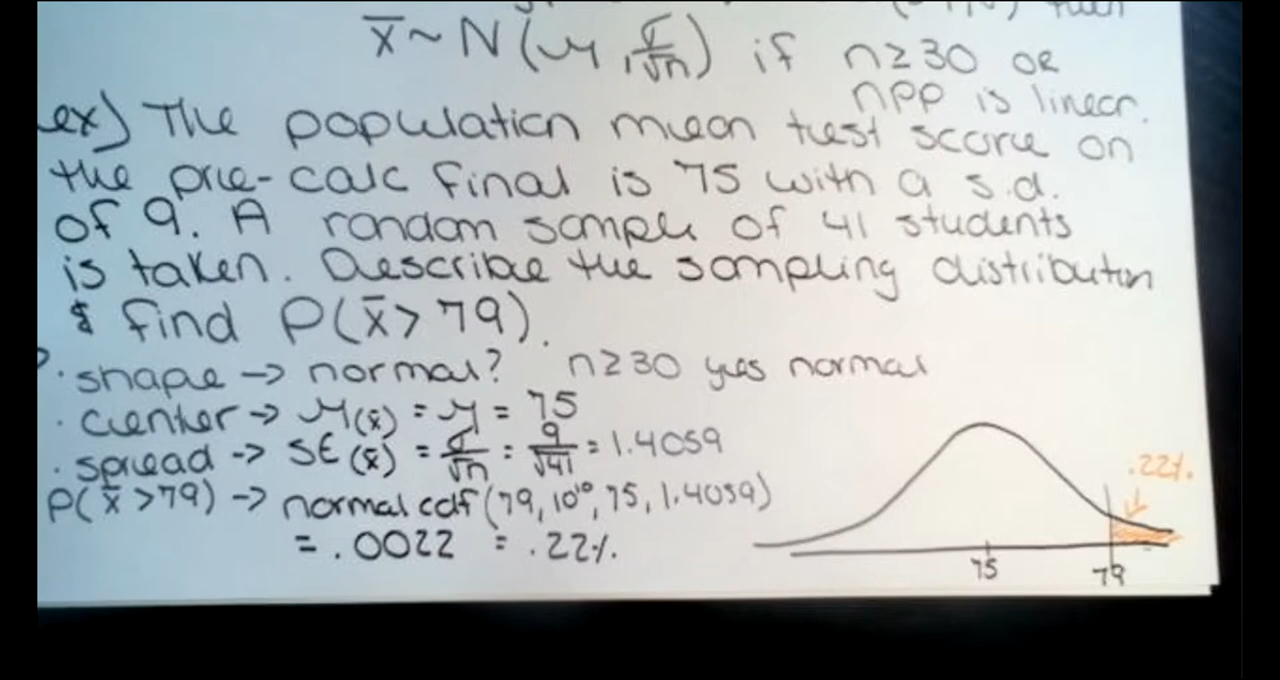 then
x̄ ~ N(μ, σ/√n) if n≥30 or
npp is linear.
ex) The population mean test score on
the pre-calc final is 75 with a s.d.
of 9. A random sample of 41 students
is taken. Describe the sampling distribution
& find P(x̄ > 79).
· shape -> normal? n≥30 yes normal
· center -> μ(x̄) = μ = 75
· spread -> SE(x̄) = σ/√n = 9/√41 = 1.4059
P(x̄ > 79) -> normal cdf (79, 10¹⁰, 75, 1.4059)
= .0022 = .22%.
.22%.
75
79